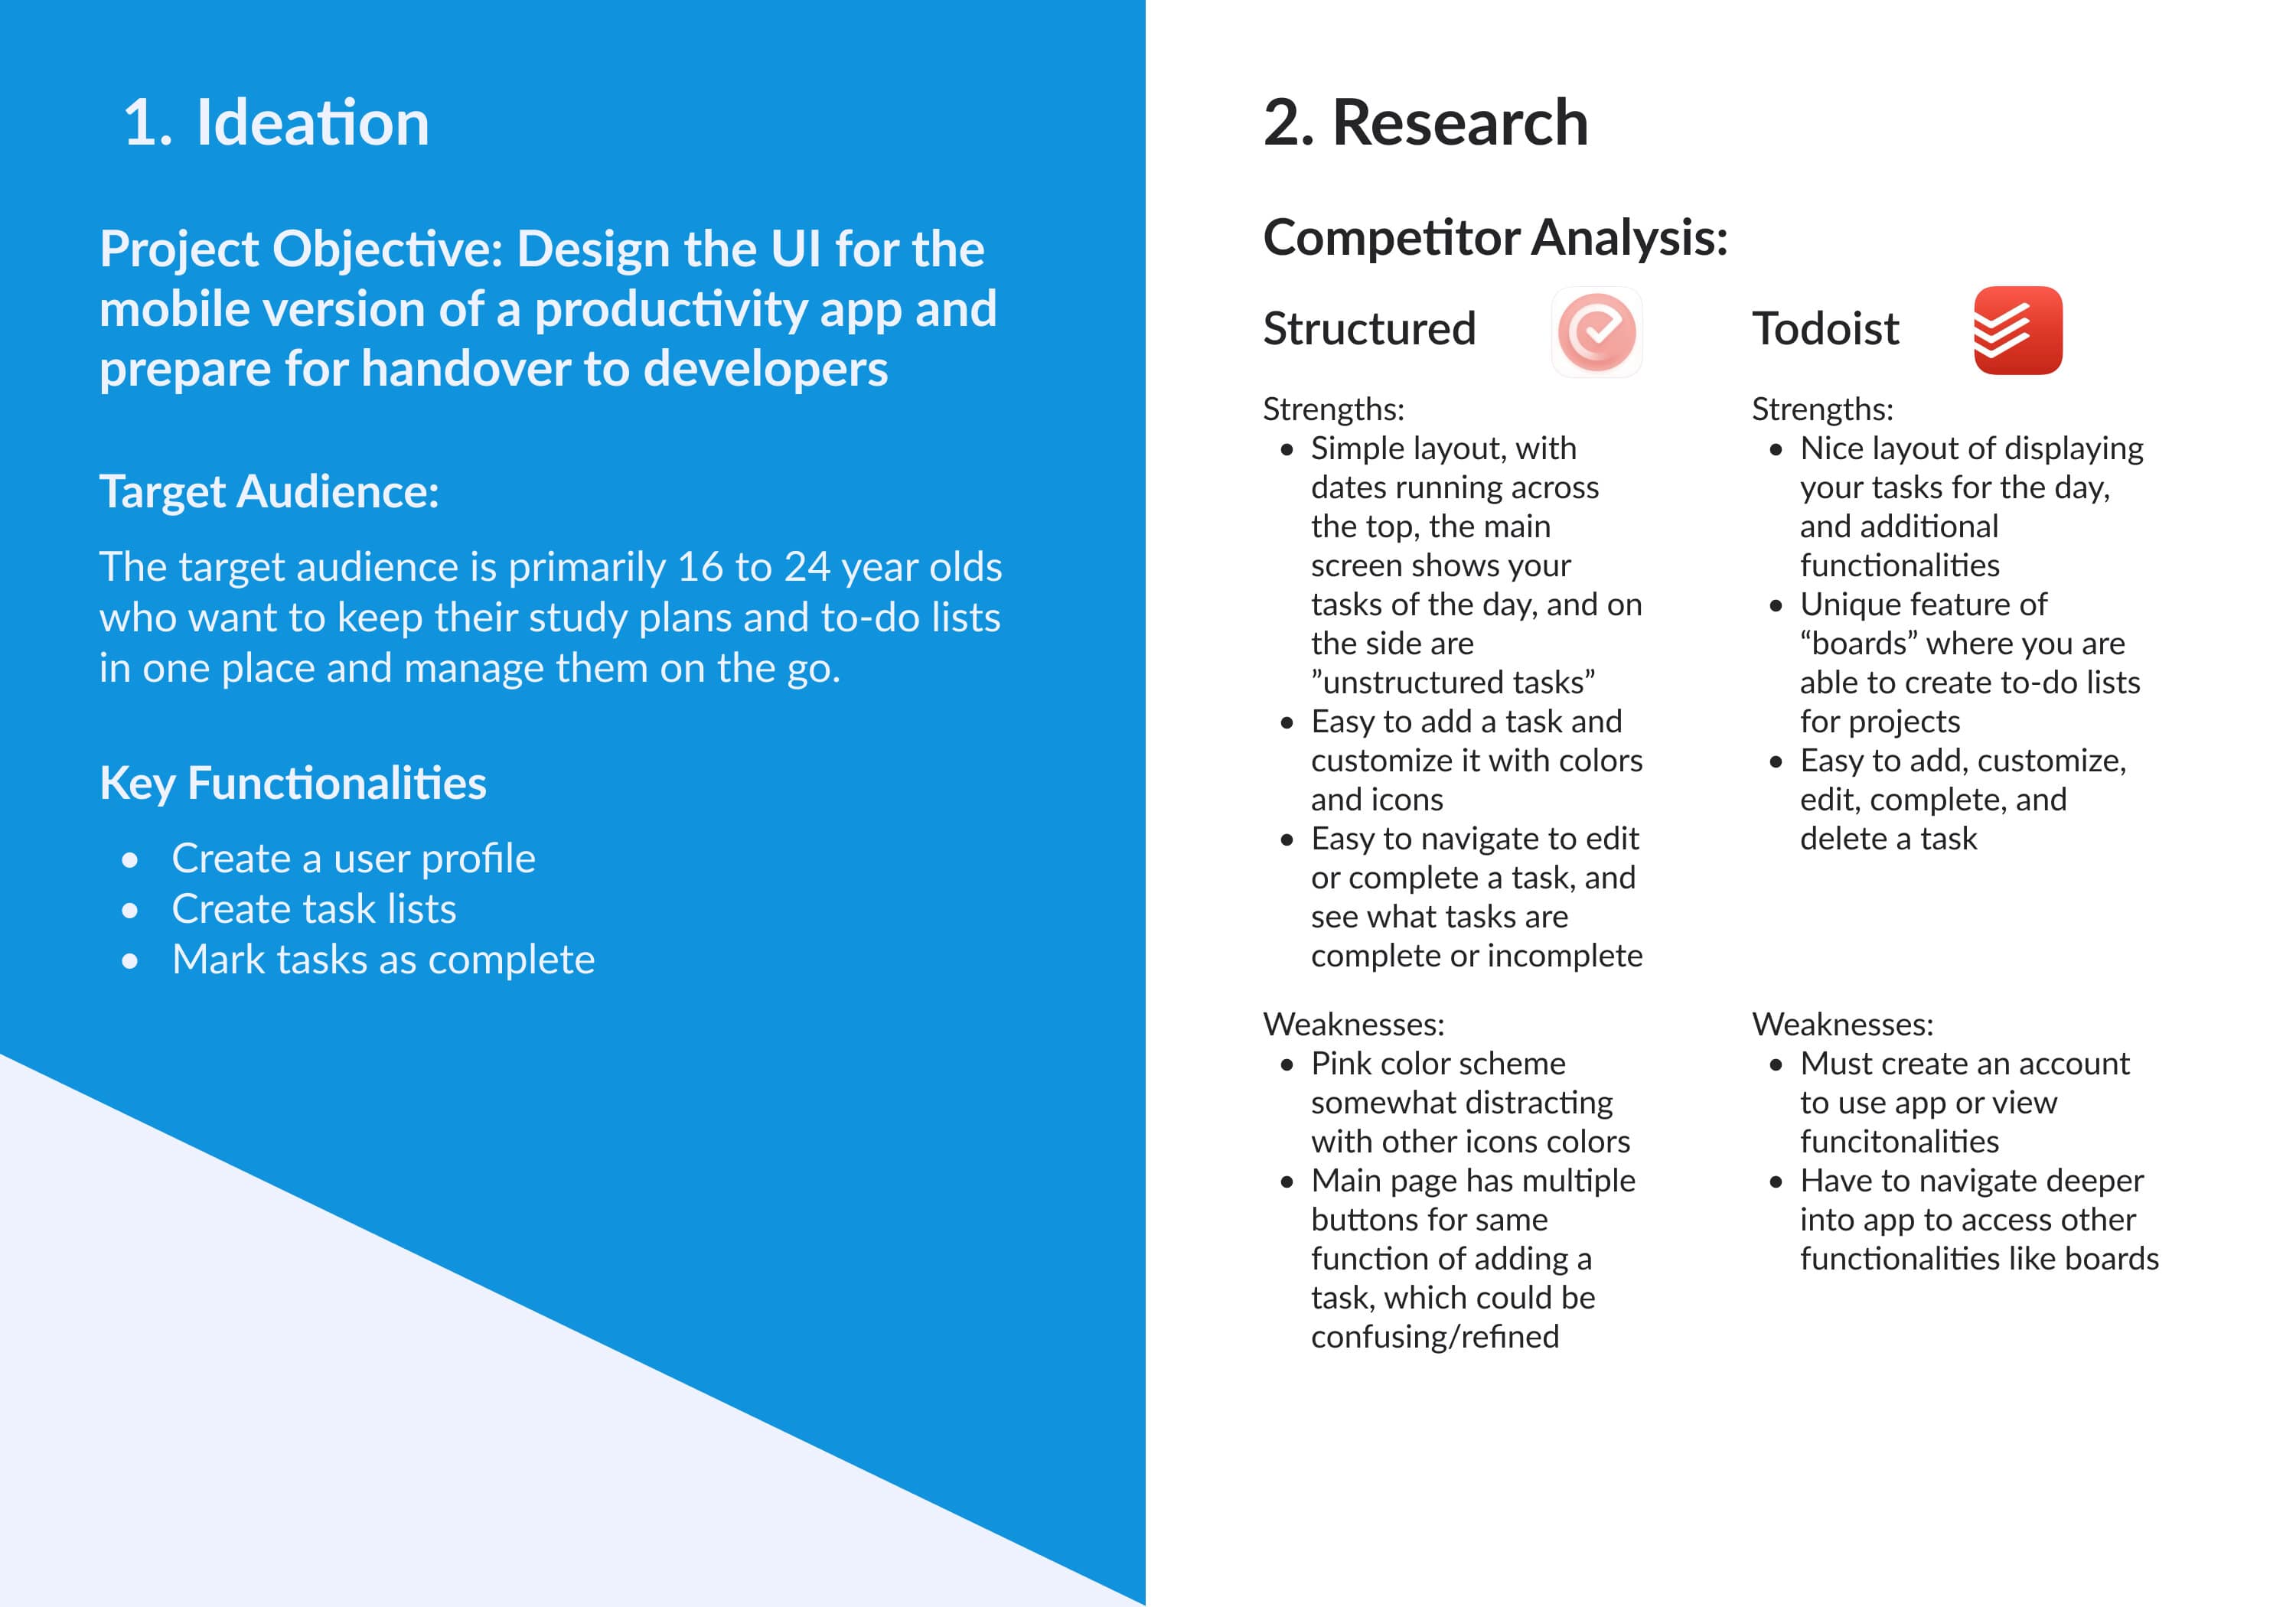 1. Ideation
Project Objective: Design the UI for the
mobile version of a productivity app and
prepare for handover to developers
Target Audience:
The target audience is primarily 16 to 24 year olds
who want to keep their study plans and to-do lists
in one place and manage them on the go.
Key Functionalities
• Create a user profile
• Create task lists
• Mark tasks as complete
2. Research
Competitor Analysis:
Structured
Strengths:
• Simple layout, with
dates running across
the top, the main
screen shows your
tasks of the day, and on
the side are
”unstructured tasks”
• Easy to add a task and
customize it with colors
and icons
• Easy to navigate to edit
or complete a task, and
see what tasks are
complete or incomplete
Weaknesses:
• Pink color scheme
somewhat distracting
with other icons colors
• Main page has multiple
buttons for same
function of adding a
task, which could be
confusing/refined
Todoist
Strengths:
• Nice layout of displaying
your tasks for the day,
and additional
functionalities
• Unique feature of
“boards” where you are
able to create to-do lists
for projects
• Easy to add, customize,
edit, complete, and
delete a task
Weaknesses:
• Must create an account
to use app or view
funcitonalities
• Have to navigate deeper
into app to access other
functionalities like boards